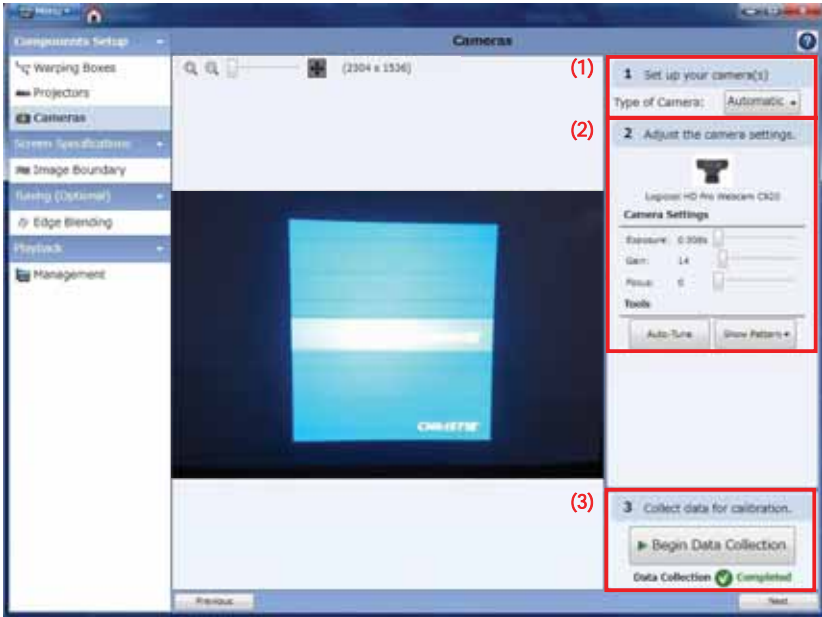 Menu
Components Setup
Cameras
Warping Boxes
(2304 x 1536)
(1)
1 Set up your camera(s)
Projectors
Type of Camera: Automatic
Cameras
(2)
2 Adjust the camera settings.
Screen Specifications
Image Boundary
Tuning (Optional)
Logitech HD Pro Webcam C920
Edge Blending
Camera Settings
Playback
Exposure: 0.008s
Management
Gain: 14
Focus: 0
Tools
Auto-Tune Show Pattern
CHRISTIE
(3)
3 Collect data for calibration.
Begin Data Collection
Data Collection Completed
Previous
Next